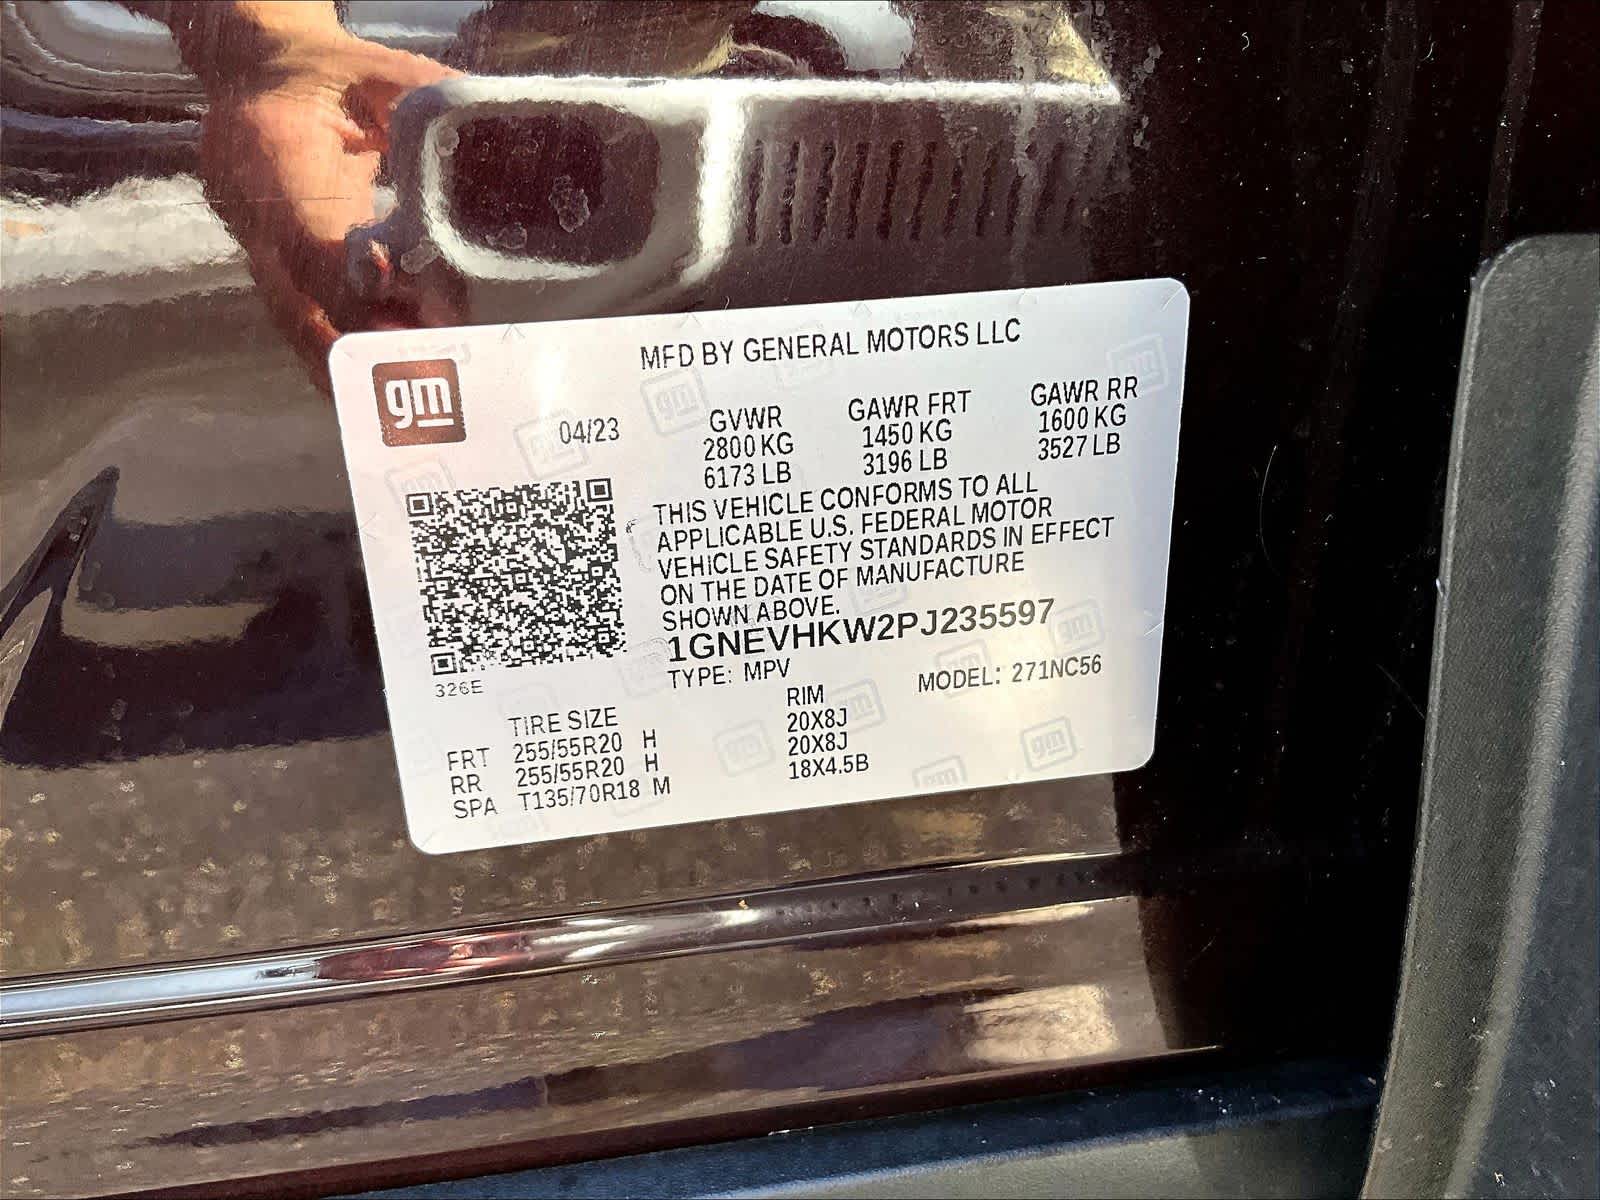 MFD BY GENERAL MOTORS LLC
gm
04/23
GVWR GAWR FRT GAWR RR
2800 KG 1450 KG 1600 KG
6173 LB 3196 LB 3527 LB
THIS VEHICLE CONFORMS TO ALL
APPLICABLE U.S. FEDERAL MOTOR
VEHICLE SAFETY STANDARDS IN EFFECT
ON THE DATE OF MANUFACTURE
SHOWN ABOVE.
1GNEVHKW2PJ235597
TYPE: MPV MODEL: 271NC56
326E
TIRE SIZE RIM
FRT 255/55R20 H 20X8J
RR 255/55R20 H 20X8J
SPA T135/70R18 M 18X4.5B